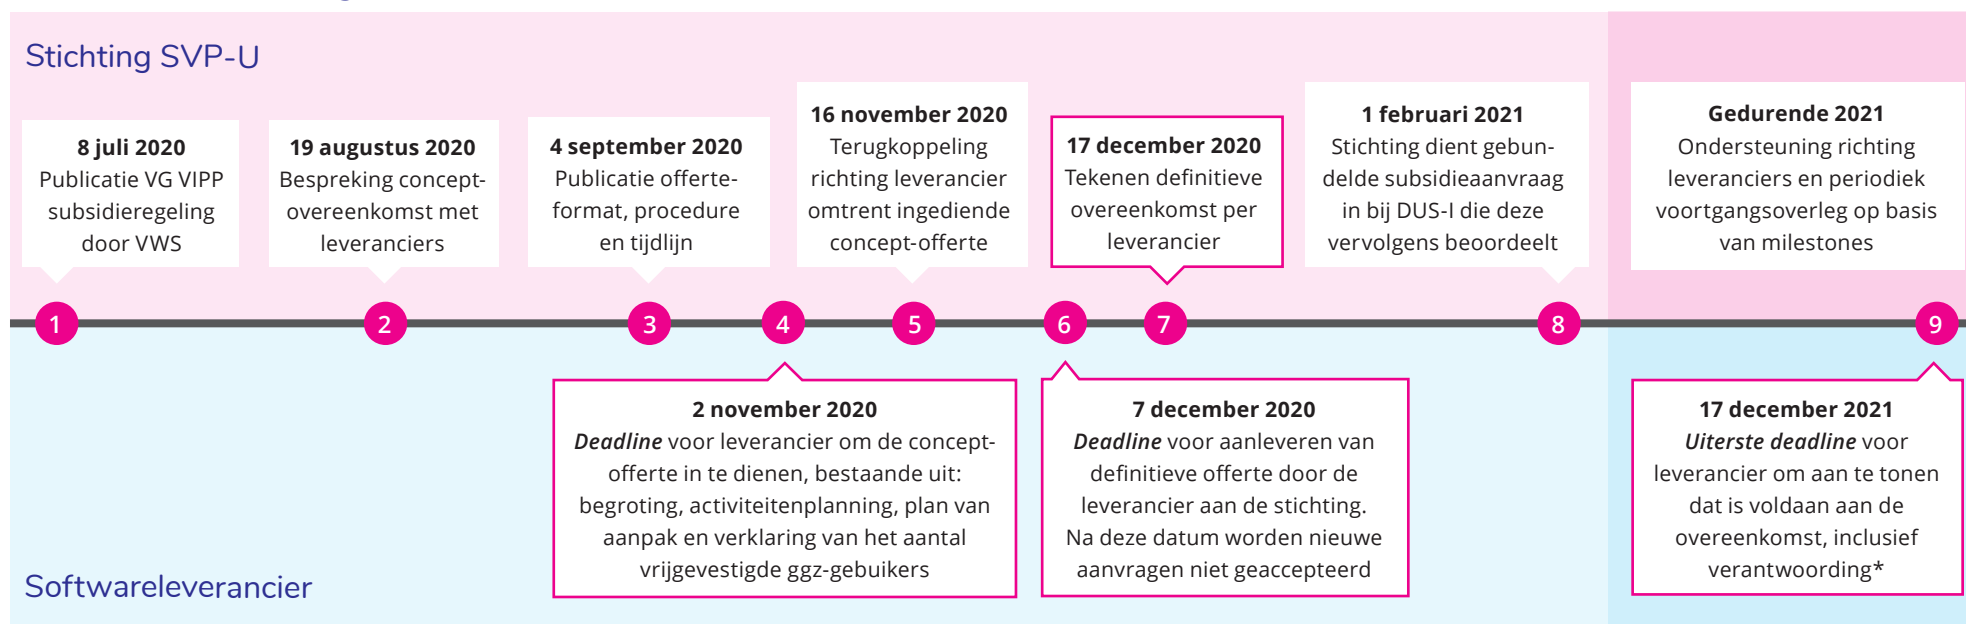 Stichting SVP-U
8 juli 2020
Publicatie VG VIPP
subsidieregeling
door VWS
19 augustus 2020
Bespreking concept-
overeenkomst met
leveranciers
4 september 2020
Publicatie offerte-
format, procedure
en tijdlijn
16 november 2020
Terugkoppeling
richting leverancier
omtrent ingediende
concept-offerte
17 december 2020
Tekenen definitieve
overeenkomst per
leverancier
1 februari 2021
Stichting dient gebun-
delde subsidieaanvraag
in bij DUS-I die deze
vervolgens beoordeelt
Gedurende 2021
Ondersteuning richting
leveranciers en periodiek
voortgangsoverleg op basis
van milestones
1
2
3
4
5
6
7
8
9
2 november 2020
Deadline voor leverancier om de concept-
offerte in te dienen, bestaande uit:
begroting, activiteitenplanning, plan van
aanpak en verklaring van het aantal
vrijgevestigde ggz-gebuikers
7 december 2020
Deadline voor aanleveren van
definitieve offerte door de
leverancier aan de stichting.
Na deze datum worden nieuwe
aanvragen niet geaccepteerd
17 december 2021
Uiterste deadline voor
leverancier om aan te tonen
dat is voldaan aan de
overeenkomst, inclusief
verantwoording*
Softwareleverancier